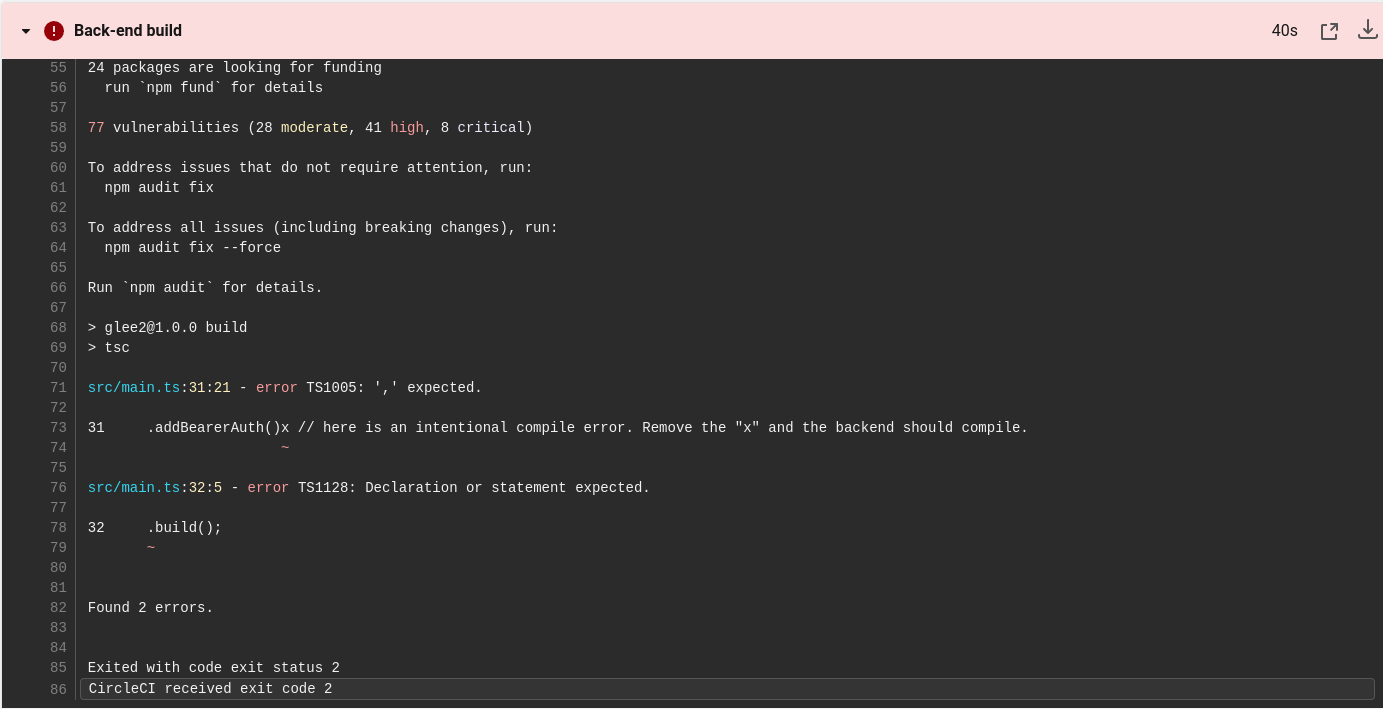 Back-end build 40s
55 24 packages are looking for funding
56 run `npm fund` for details
57
58 77 vulnerabilities (28 moderate, 41 high, 8 critical)
59
60 To address issues that do not require attention, run:
61 npm audit fix
62
63 To address all issues (including breaking changes), run:
64 npm audit fix --force
65
66 Run `npm audit` for details.
67
68 > glee2@1.0.0 build
69 > tsc
70
71 src/main.ts:31:21 - error TS1005: ',' expected.
72
73 31 .addBearerAuth()x // here is an intentional compile error. Remove the "x" and the backend should compile.
74 ~
75
76 src/main.ts:32:5 - error TS1128: Declaration or statement expected.
77
78 32 .build();
79 ~
80
81
82 Found 2 errors.
83
84
85 Exited with code exit status 2
86 CircleCI received exit code 2